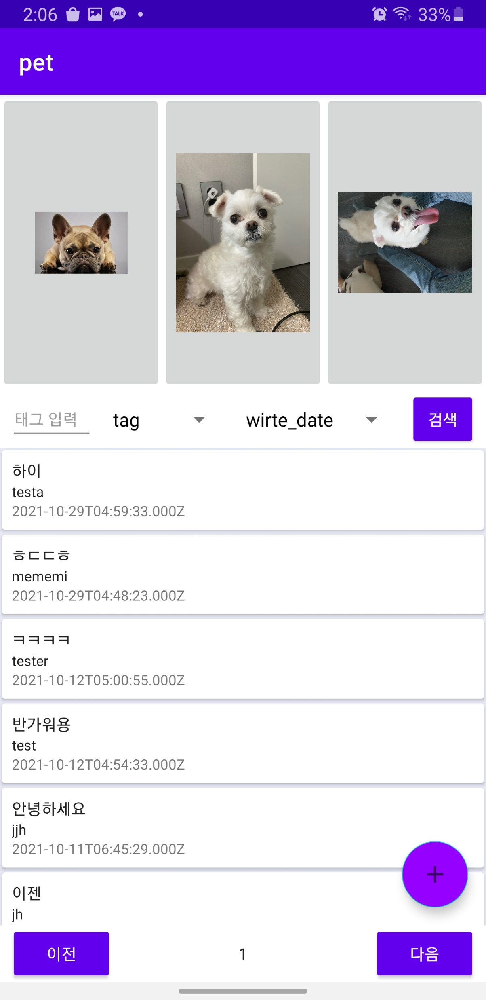 2:06 TALK 33%
pet
태그 입력 tag wirte_date 검색
하이
testa
2021-10-29T04:59:33.000Z
ㅎㄷㄷㅎ
mememi
2021-10-29T04:48:23.000Z
ㅋㅋㅋㅋ
tester
2021-10-12T05:00:55.000Z
반가워용
test
2021-10-12T04:54:33.000Z
안녕하세요
jjh
2021-10-11T06:45:29.000Z
이젠
jh
이전 1 다음